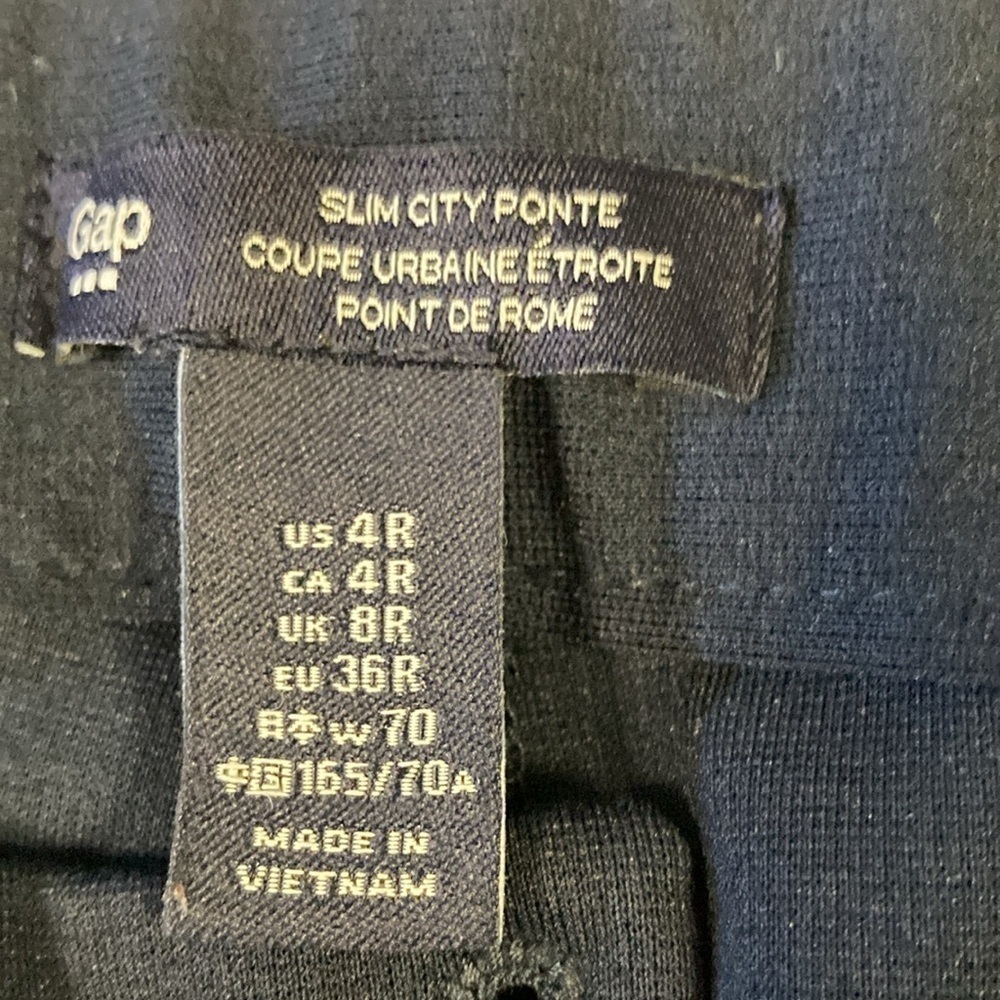 Gap
SLIM CITY PONTE
COUPE URBAINE ÉTROITE
POINT DE ROME
US 4R
CA 4R
UK 8R
EU 36R
日本 W 70
中国 165/70A
MADE IN
VIETNAM